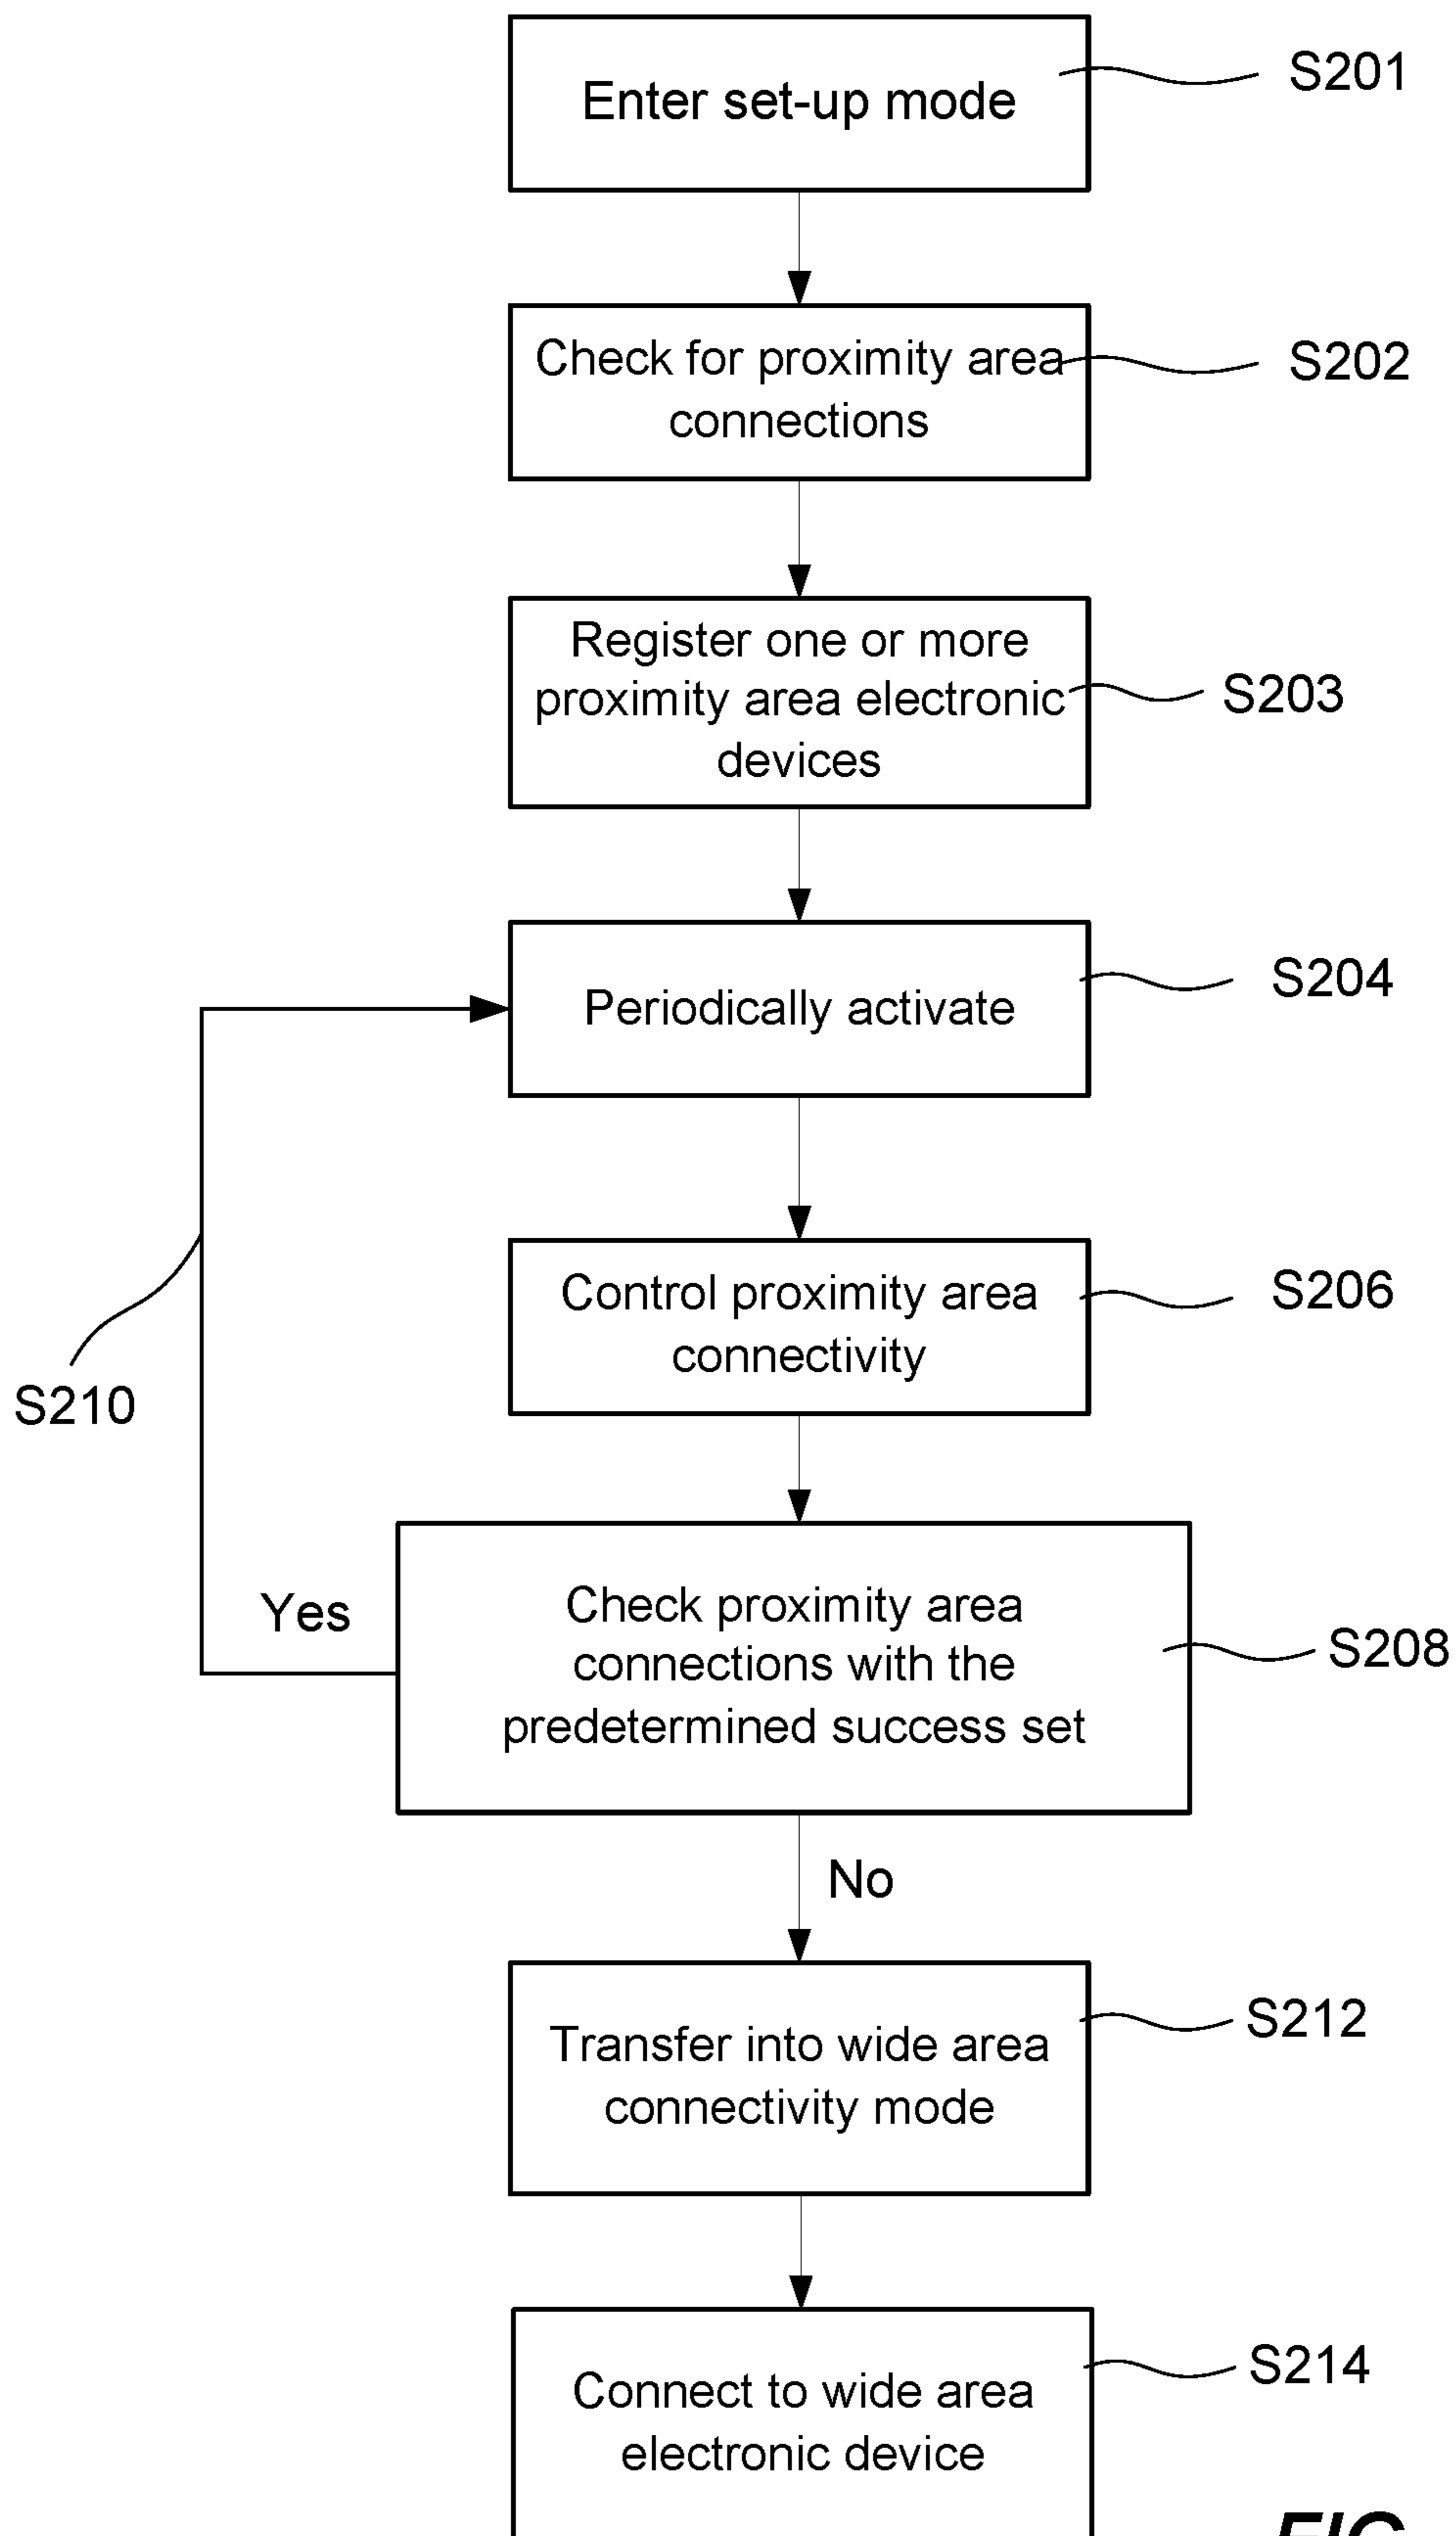 Enter set-up mode
S201
Check for proximity area
connections
S202
Register one or more
proximity area electronic
devices
S203
Periodically activate
S204
Control proximity area
connectivity
S206
S210
Yes
Check proximity area
connections with the
predetermined success set
S208
No
Transfer into wide area
connectivity mode
S212
Connect to wide area
electronic device
S214